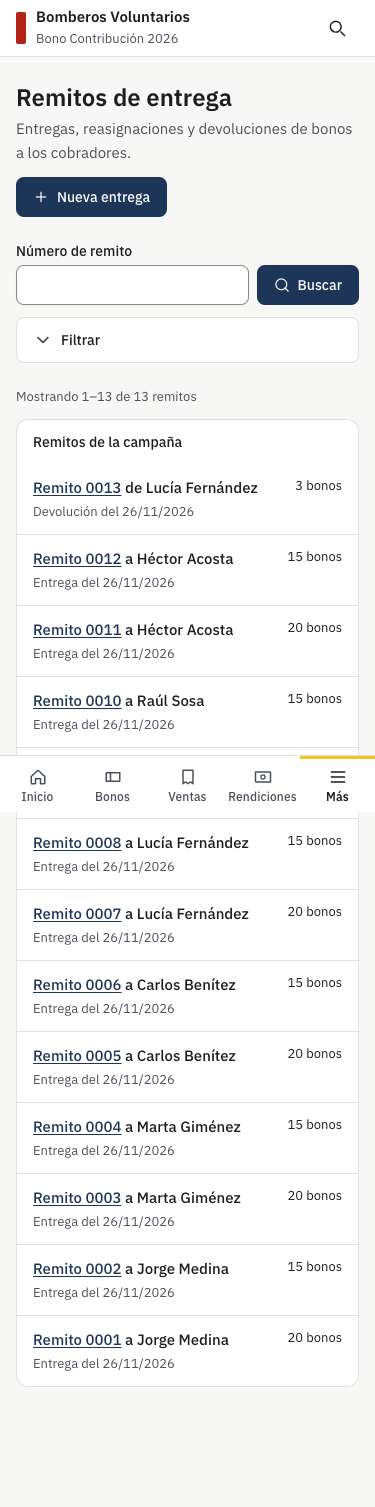 Bomberos Voluntarios
Bono Contribución 2026
Remitos de entrega
Entregas, reasignaciones y devoluciones de bonos
a los cobradores.
Nueva entrega
Número de remito
Buscar
Filtrar
Mostrando 1–13 de 13 remitos
Remitos de la campaña
Remito 0013 de Lucía Fernández 3 bonos
Devolución del 26/11/2026
Remito 0012 a Héctor Acosta 15 bonos
Entrega del 26/11/2026
Remito 0011 a Héctor Acosta 20 bonos
Entrega del 26/11/2026
Remito 0010 a Raúl Sosa 15 bonos
Entrega del 26/11/2026
Inicio Bonos Ventas Rendiciones Más
Remito 0008 a Lucía Fernández 15 bonos
Entrega del 26/11/2026
Remito 0007 a Lucía Fernández 20 bonos
Entrega del 26/11/2026
Remito 0006 a Carlos Benítez 15 bonos
Entrega del 26/11/2026
Remito 0005 a Carlos Benítez 20 bonos
Entrega del 26/11/2026
Remito 0004 a Marta Giménez 15 bonos
Entrega del 26/11/2026
Remito 0003 a Marta Giménez 20 bonos
Entrega del 26/11/2026
Remito 0002 a Jorge Medina 15 bonos
Entrega del 26/11/2026
Remito 0001 a Jorge Medina 20 bonos
Entrega del 26/11/2026